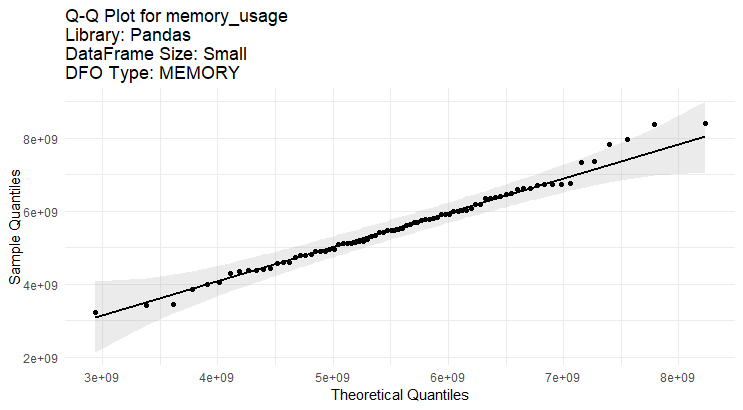 Q-Q Plot for memory_usage
Library: Pandas
DataFrame Size: Small
DFO Type: MEMORY
8e+09
6e+09
4e+09
2e+09
Sample Quantiles
3e+09 4e+09 5e+09 6e+09 7e+09 8e+09
Theoretical Quantiles